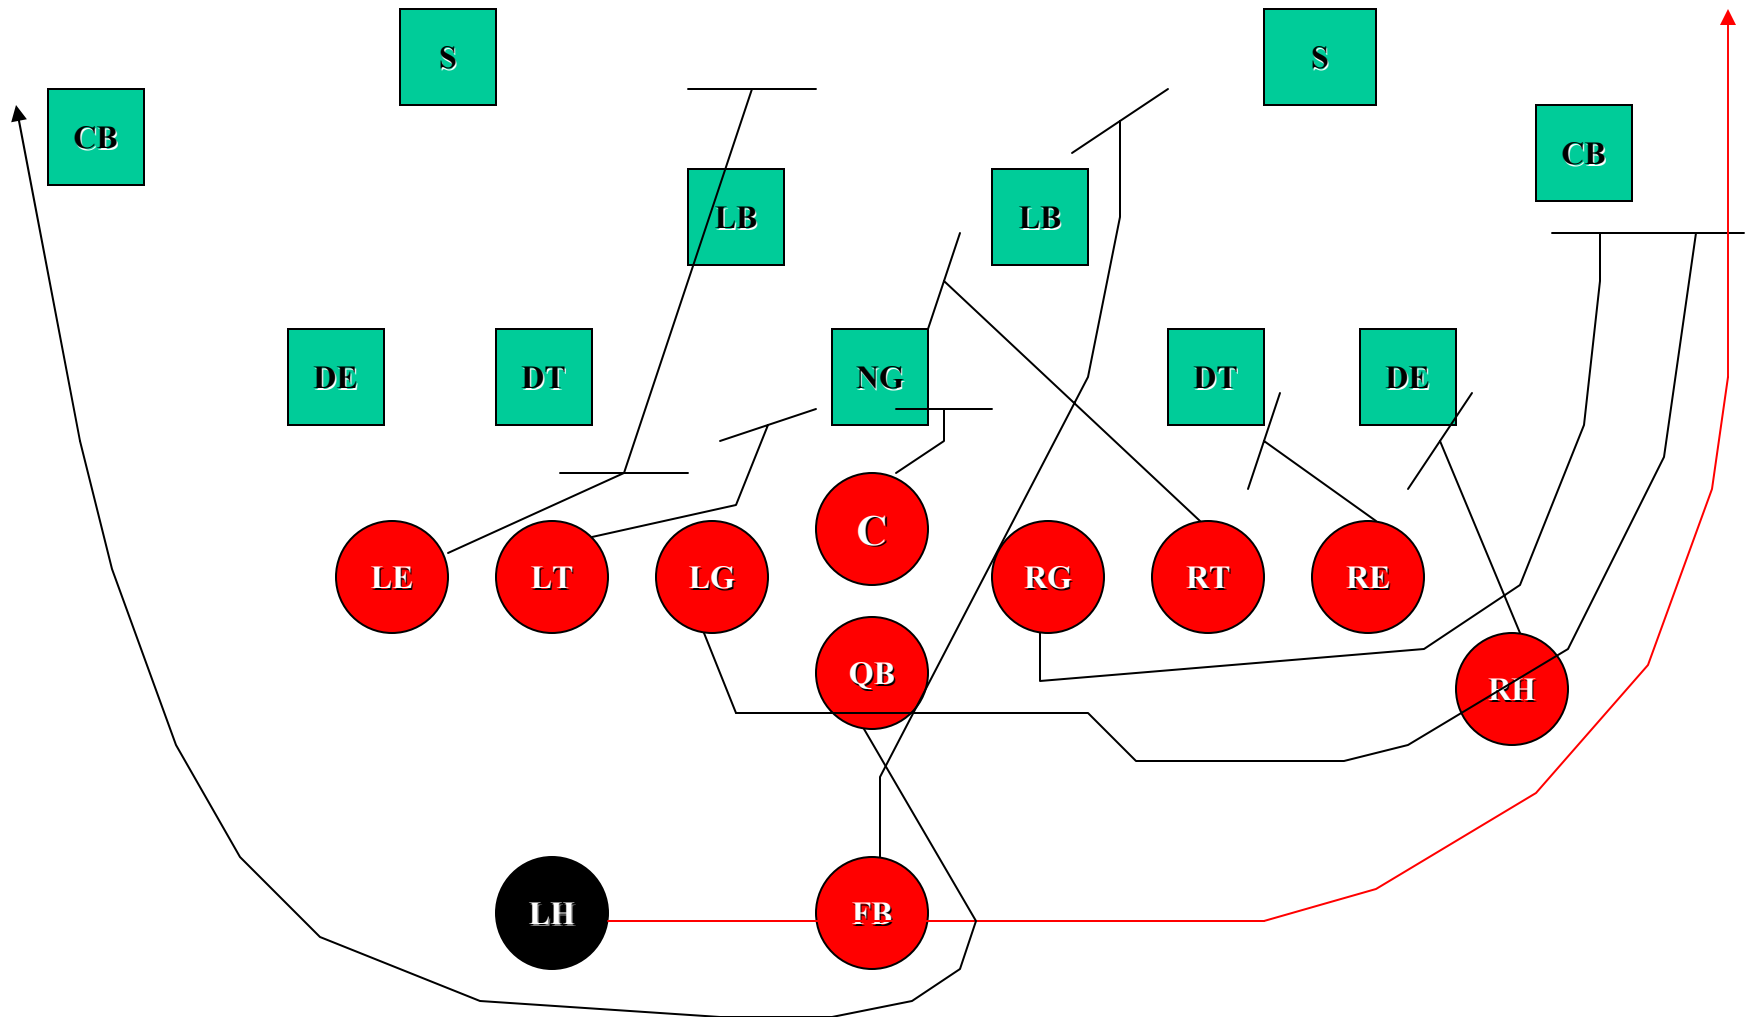 S
S
CB
CB
LB
LB
DE
DT
NG
DT
DE
C
LE
LT
LG
RG
RT
RE
QB
RH
LH
FB